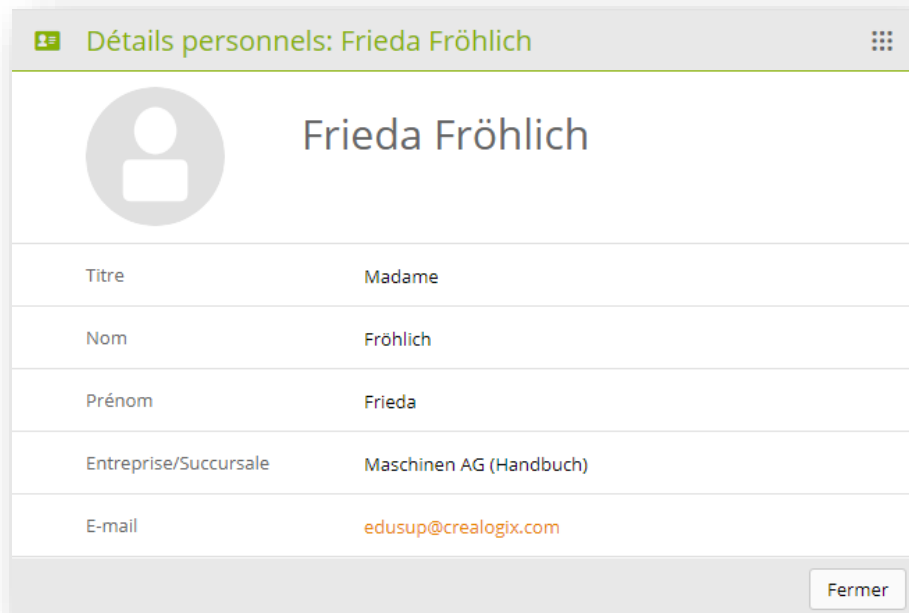 Détails personnels: Frieda Fröhlich
Frieda Fröhlich
Titre Madame
Nom Fröhlich
Prénom Frieda
Entreprise/Succursale Maschinen AG (Handbuch)
E-mail edusup@crealogix.com
Fermer